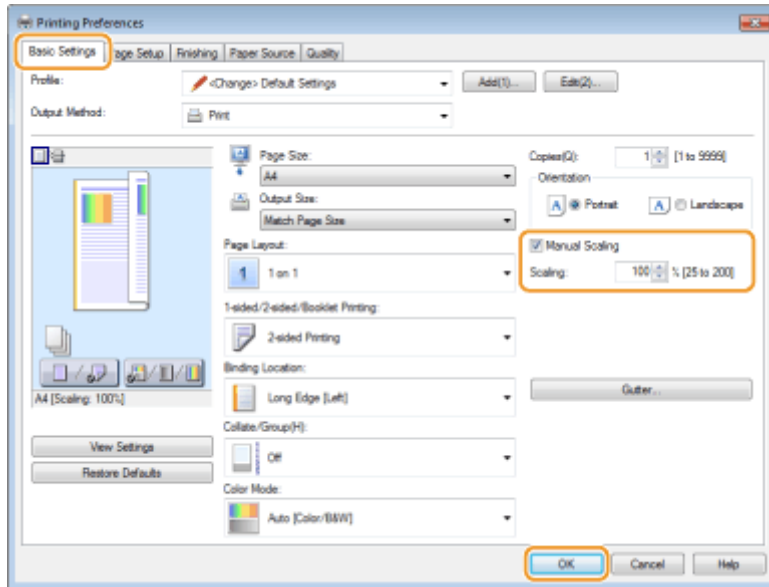 Printing Preferences
Basic Settings Page Setup Finishing Paper Source Quality
Profile: <Change> Default Settings Add(1)... Edit(2)...
Output Method: Print
Page Size: Copies(Q): 1 [1 to 9999]
A4 Orientation
Output Size: A Portrait A Landscape
Match Page Size
Page Layout: Manual Scaling
1 1 on 1 Scaling: 100 % [25 to 200]
1-sided/2-sided/Booklet Printing:
2-sided Printing
Binding Location:
A4 [Scaling: 100%] Long Edge [Left] Gutter...
Collate/Group(H):
View Settings Off
Restore Defaults
Color Mode:
Auto [Color/B&W]
OK Cancel Help